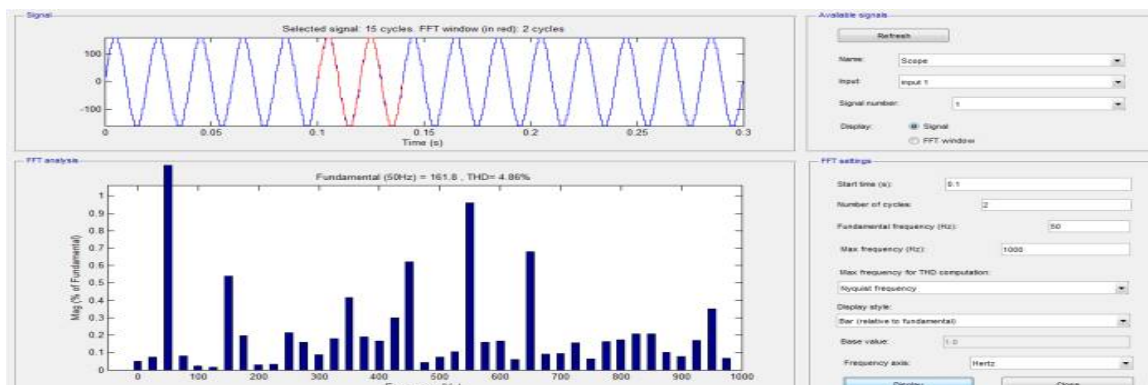 Signal
Selected signal: 15 cycles. FFT window (in red): 2 cycles
100
0
-100
0
0.05
0.1
0.15
0.2
0.25
0.3
Time (s)
FFT analysis
Fundamental (50Hz) = 161.8 , THD= 4.86%
1
0.9
0.8
0.7
0.6
0.5
0.4
0.3
0.2
0.1
0
Mag (% of Fundamental)
0
100
200
300
400
500
600
700
800
900
1000
Available signals
Refresh
Name:
Scope
Input:
input 1
Signal number:
1
Display:
Signal
FFT window
FFT settings
Start time (s):
0.1
Number of cycles:
2
Fundamental frequency (Hz):
50
Max frequency (Hz):
1000
Max frequency for THD computation:
Nyquist frequency
Display style:
Bar (relative to fundamental)
Base value:
1.0
Frequency axis:
Hertz
Display
Close